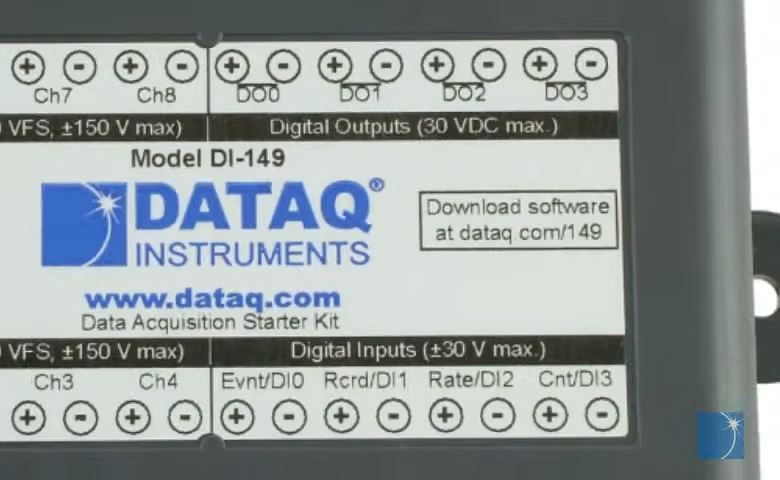 + - + - + - + - + - + -
Ch7 Ch8 DO0 DO1 DO2 DO3
VFS, ±150 V max) Digital Outputs (30 VDC max.)
Model DI-149
DATAQ®
INSTRUMENTS
Download software
at dataq.com/149
www.dataq.com
Data Acquisition Starter Kit
VFS, ±150 V max) Digital Inputs (±30 V max.)
Ch3 Ch4 Evnt/DI0 Rcrd/DI1 Rate/DI2 Cnt/DI3
+ - + - + - + - + - + -